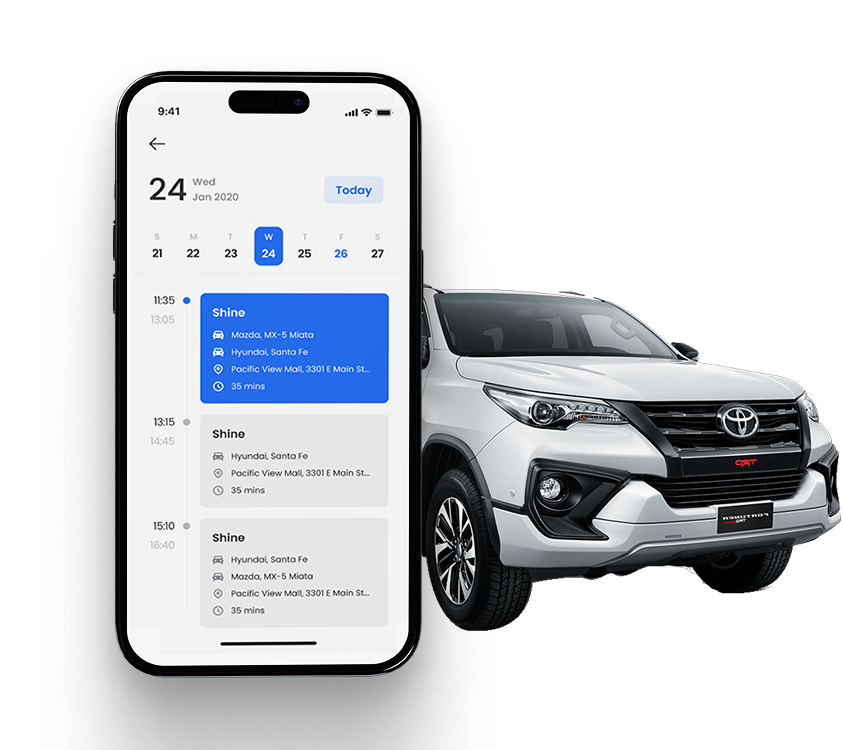 9:41
24
Wed
Jan 2020
Today
S M T W T F S
21 22 23 24 25 26 27
11:35
13:05
Shine
Mazda, MX-5 Miata
Hyundai, Santa Fe
Pacific View Mall, 3301 E Main St...
35 mins
13:15
14:45
Shine
Hyundai, Santa Fe
Pacific View Mall, 3301 E Main St...
35 mins
15:10
16:40
Shine
Hyundai, Santa Fe
Mazda, MX-5 Miata
Pacific View Mall, 3301 E Main St...
35 mins
TRD
FORTUNER
TRD